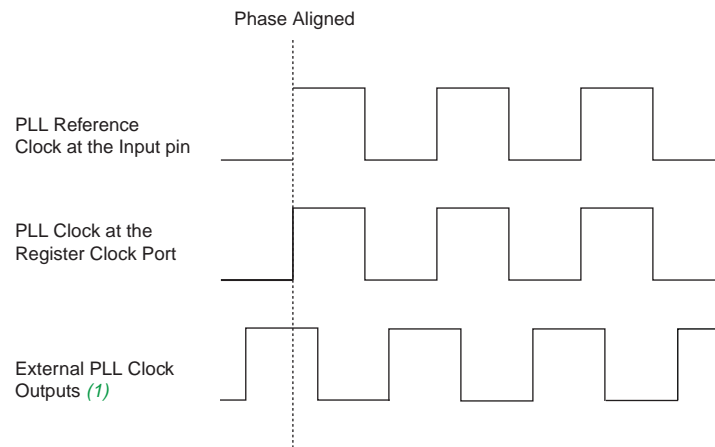 Phase Aligned
PLL Reference
Clock at the Input pin
PLL Clock at the
Register Clock Port
External PLL Clock
Outputs (1)